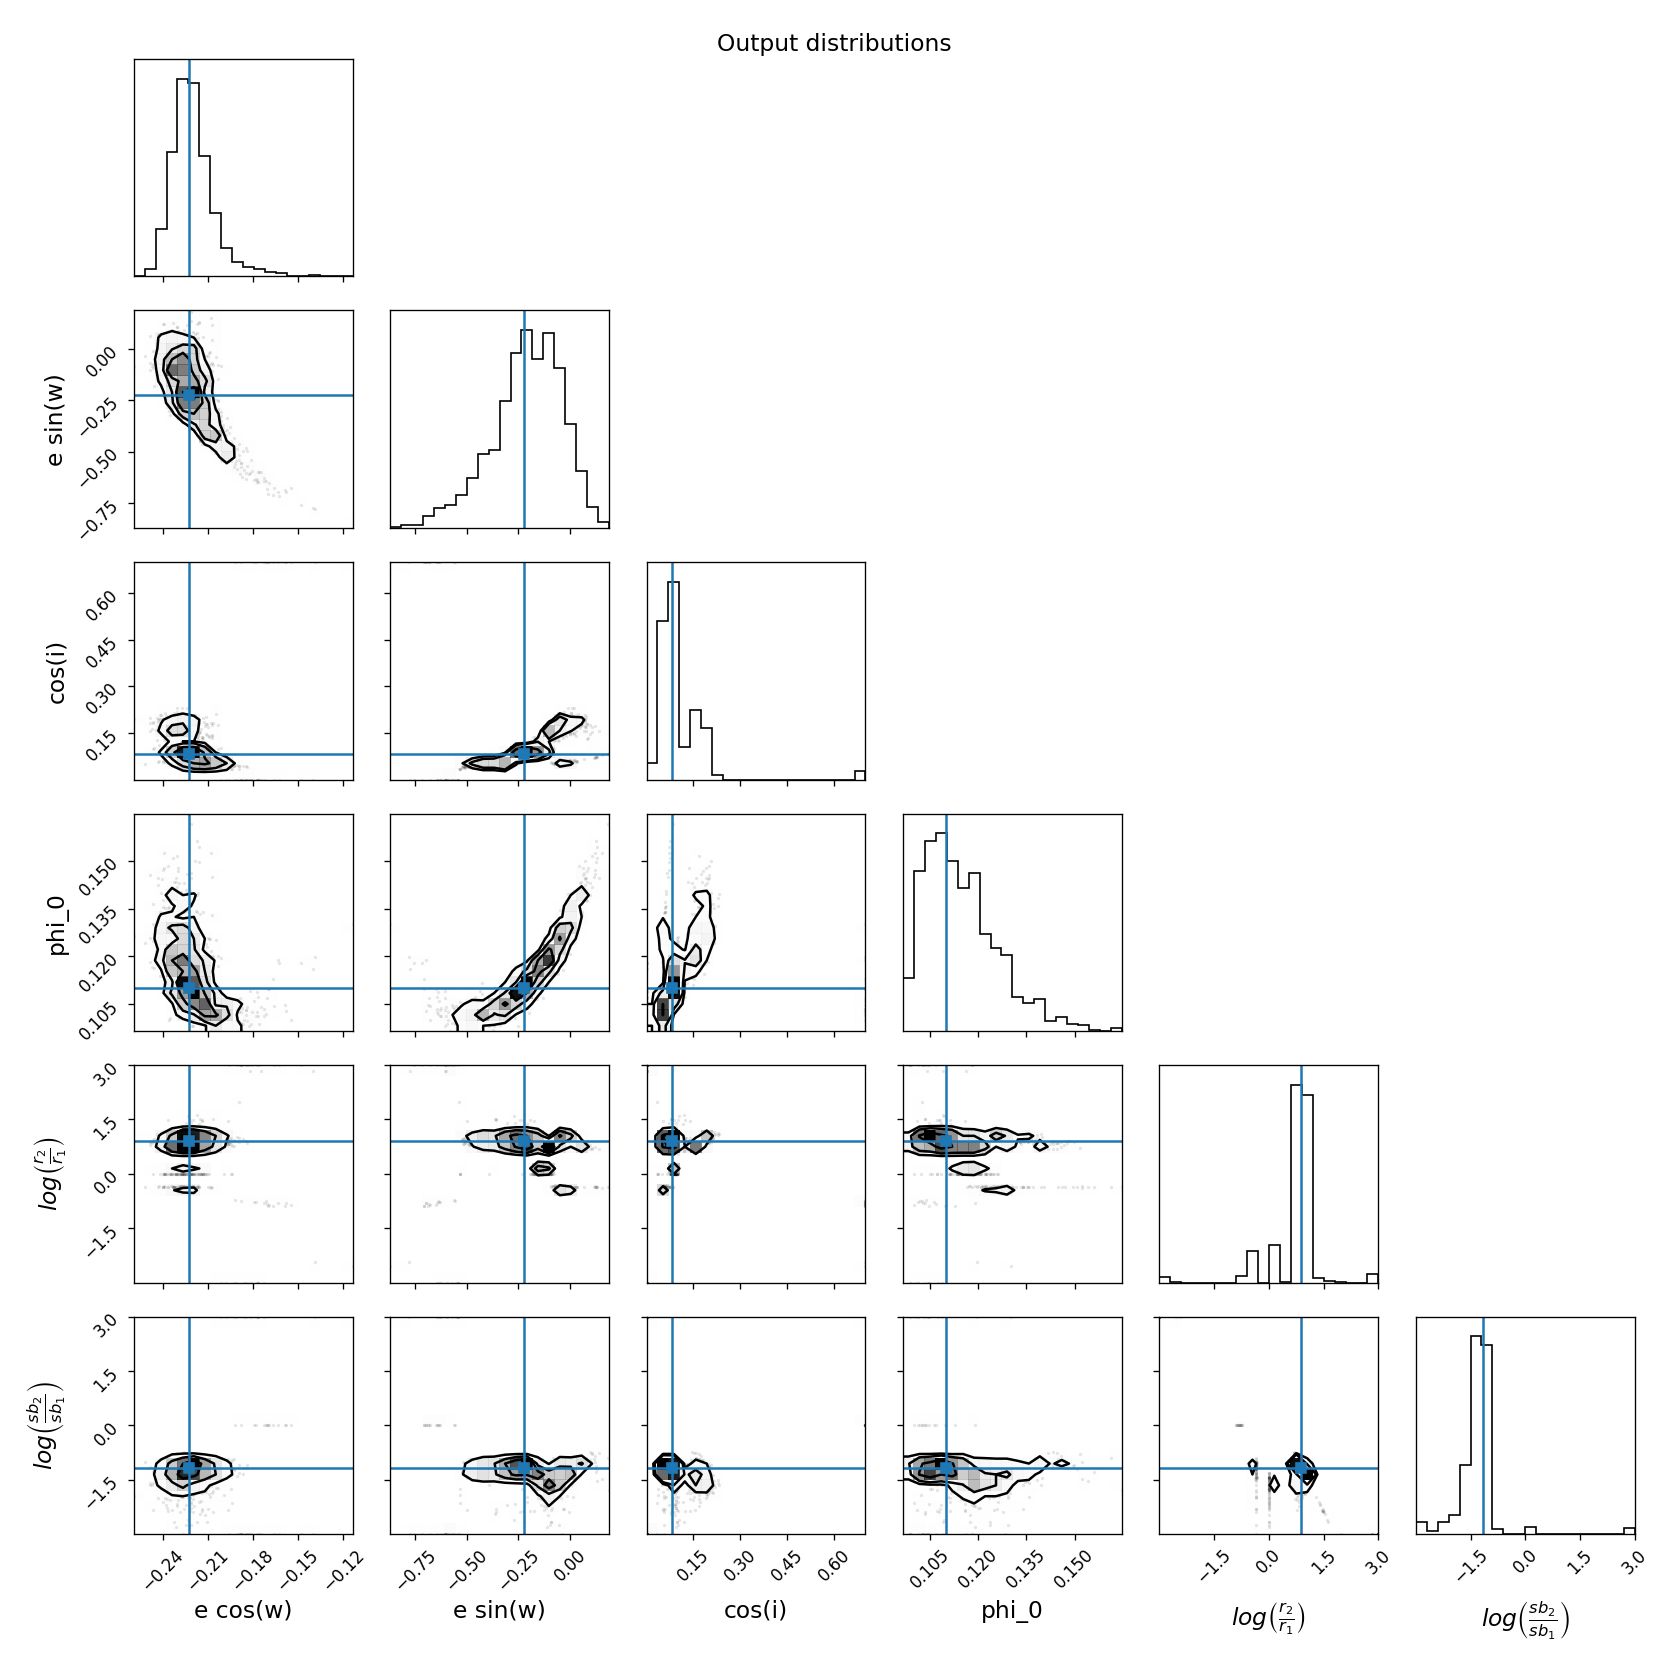 Output distributions
e sin(w)
0.00
−0.25
−0.50
−0.75
cos(i)
0.60
0.45
0.30
0.15
phi_0
0.150
0.135
0.120
0.105
log(r2/r1)
3.0
1.5
0.0
−1.5
log(sb2/sb1)
3.0
1.5
0.0
−1.5
−0.24 −0.21 −0.18 −0.15 −0.12
−0.75 −0.50 −0.25 0.00
0.15 0.30 0.45 0.60
0.105 0.120 0.135 0.150
−1.5 0.0 1.5 3.0
−1.5 0.0 1.5 3.0
e cos(w) e sin(w) cos(i) phi_0 log(r2/r1) log(sb2/sb1)